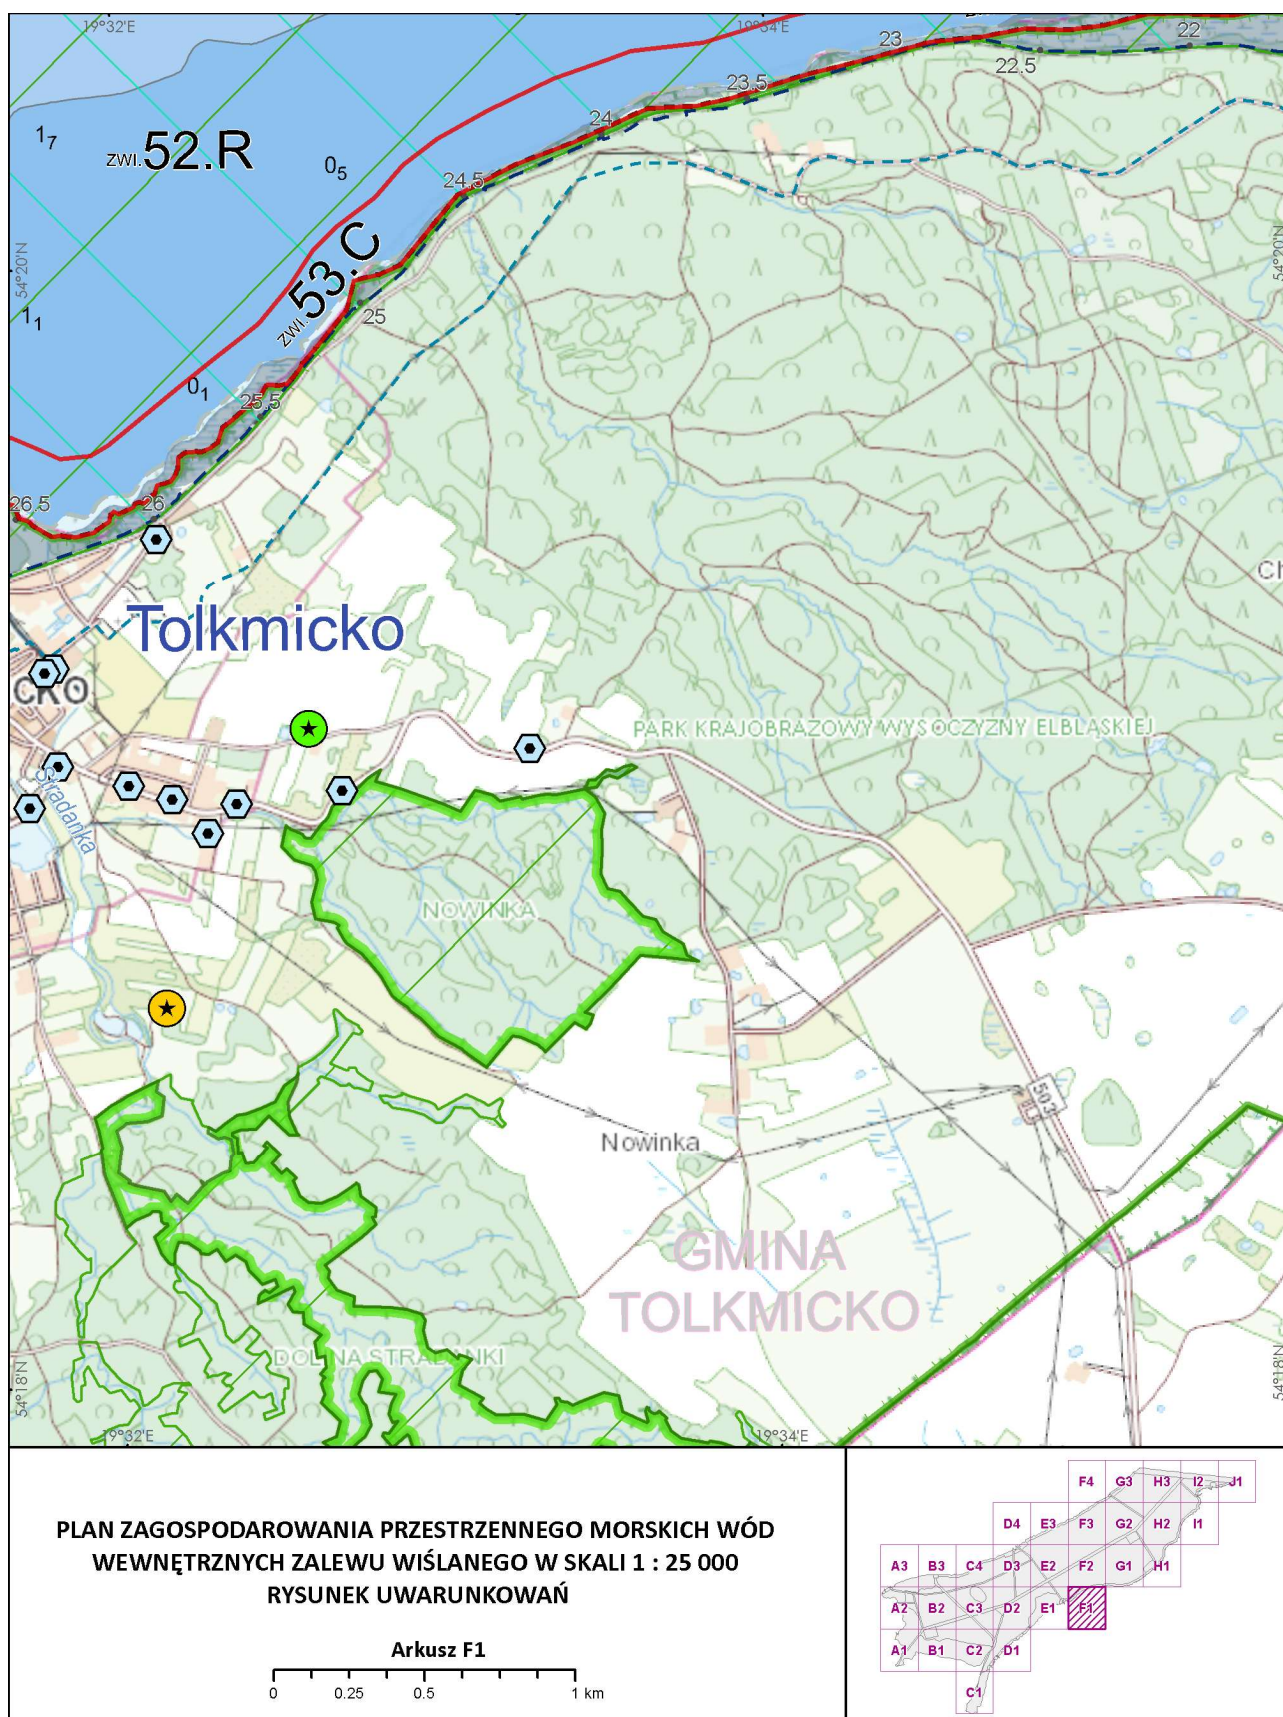 19°32'E
19°34'E
22
23
22.5
23.5
24
1₇
ZWI.52.R
0₅
24.5
54°20'N
54°20'N
ZWI.53.C
1₁
25
0₁
25.5
26.5
26
Ch
Tolkmicko
CKO
PARK KRAJOBRAZOWY WYSOCZYZNY ELBLĄSKIEJ
Stradanka
NOWINKA
503
Nowinka
GMINA
TOLKMICKO
DOLINA STRADANKI
54°18'N
54°18'N
19°32'E
19°34'E
PLAN ZAGOSPODAROWANIA PRZESTRZENNEGO MORSKICH WÓD
WEWNĘTRZNYCH ZALEWU WIŚLANEGO W SKALI 1 : 25 000
RYSUNEK UWARUNKOWAŃ
Arkusz F1
0 0.25 0.5 1 km
F4 G3 H3 I2 J1
D4 E3 F3 G2 H2 I1
A3 B3 C4 D3 E2 F2 G1 H1
A2 B2 C3 D2 E1 F1
A1 B1 C2 D1
C1